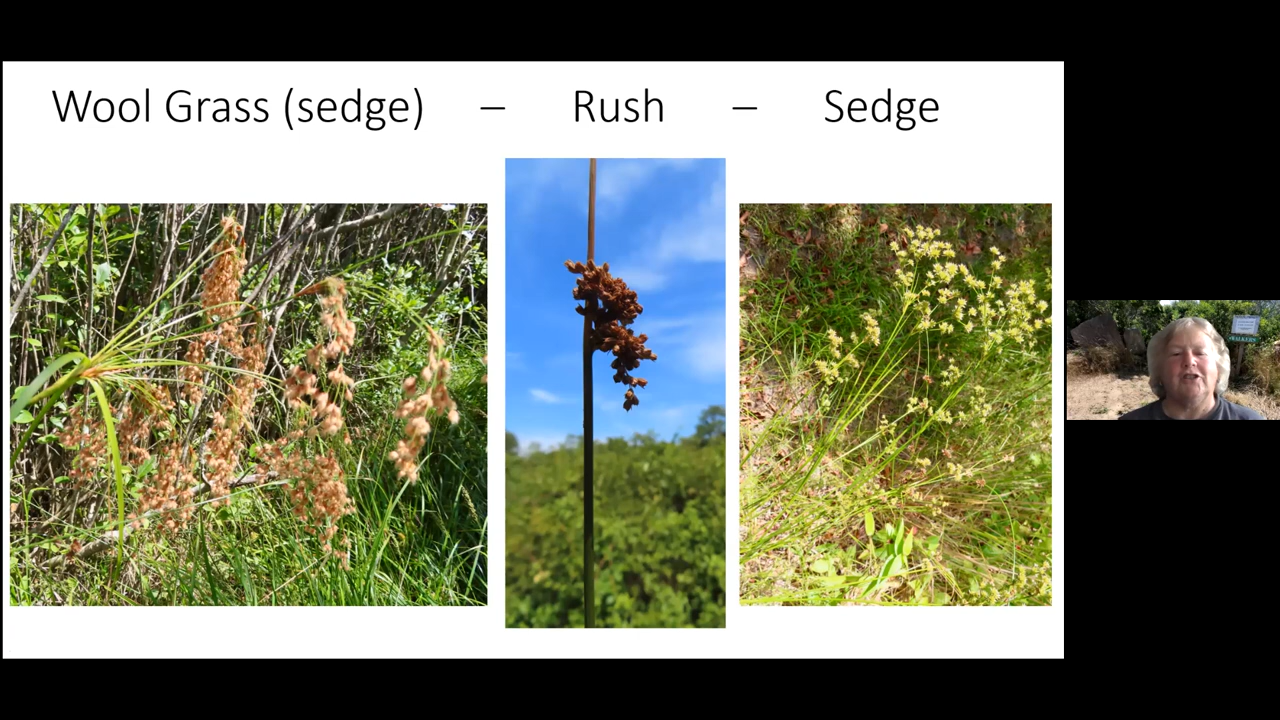 Wool Grass (sedge) – Rush – Sedge